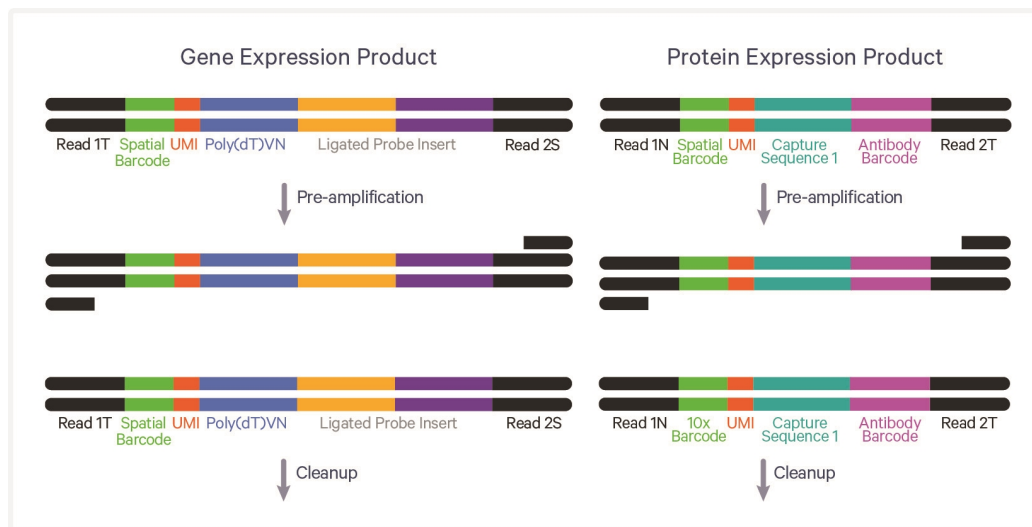 Gene Expression Product
Read 1T Spatial Barcode UMI Poly(dT)VN Ligated Probe Insert Read 2S
Pre-amplification
Read 1T Spatial Barcode UMI Poly(dT)VN Ligated Probe Insert Read 2S
Cleanup
Protein Expression Product
Read 1N Spatial Barcode UMI Capture Sequence 1 Antibody Barcode Read 2T
Pre-amplification
Read 1N 10x Barcode UMI Capture Sequence 1 Antibody Barcode Read 2T
Cleanup